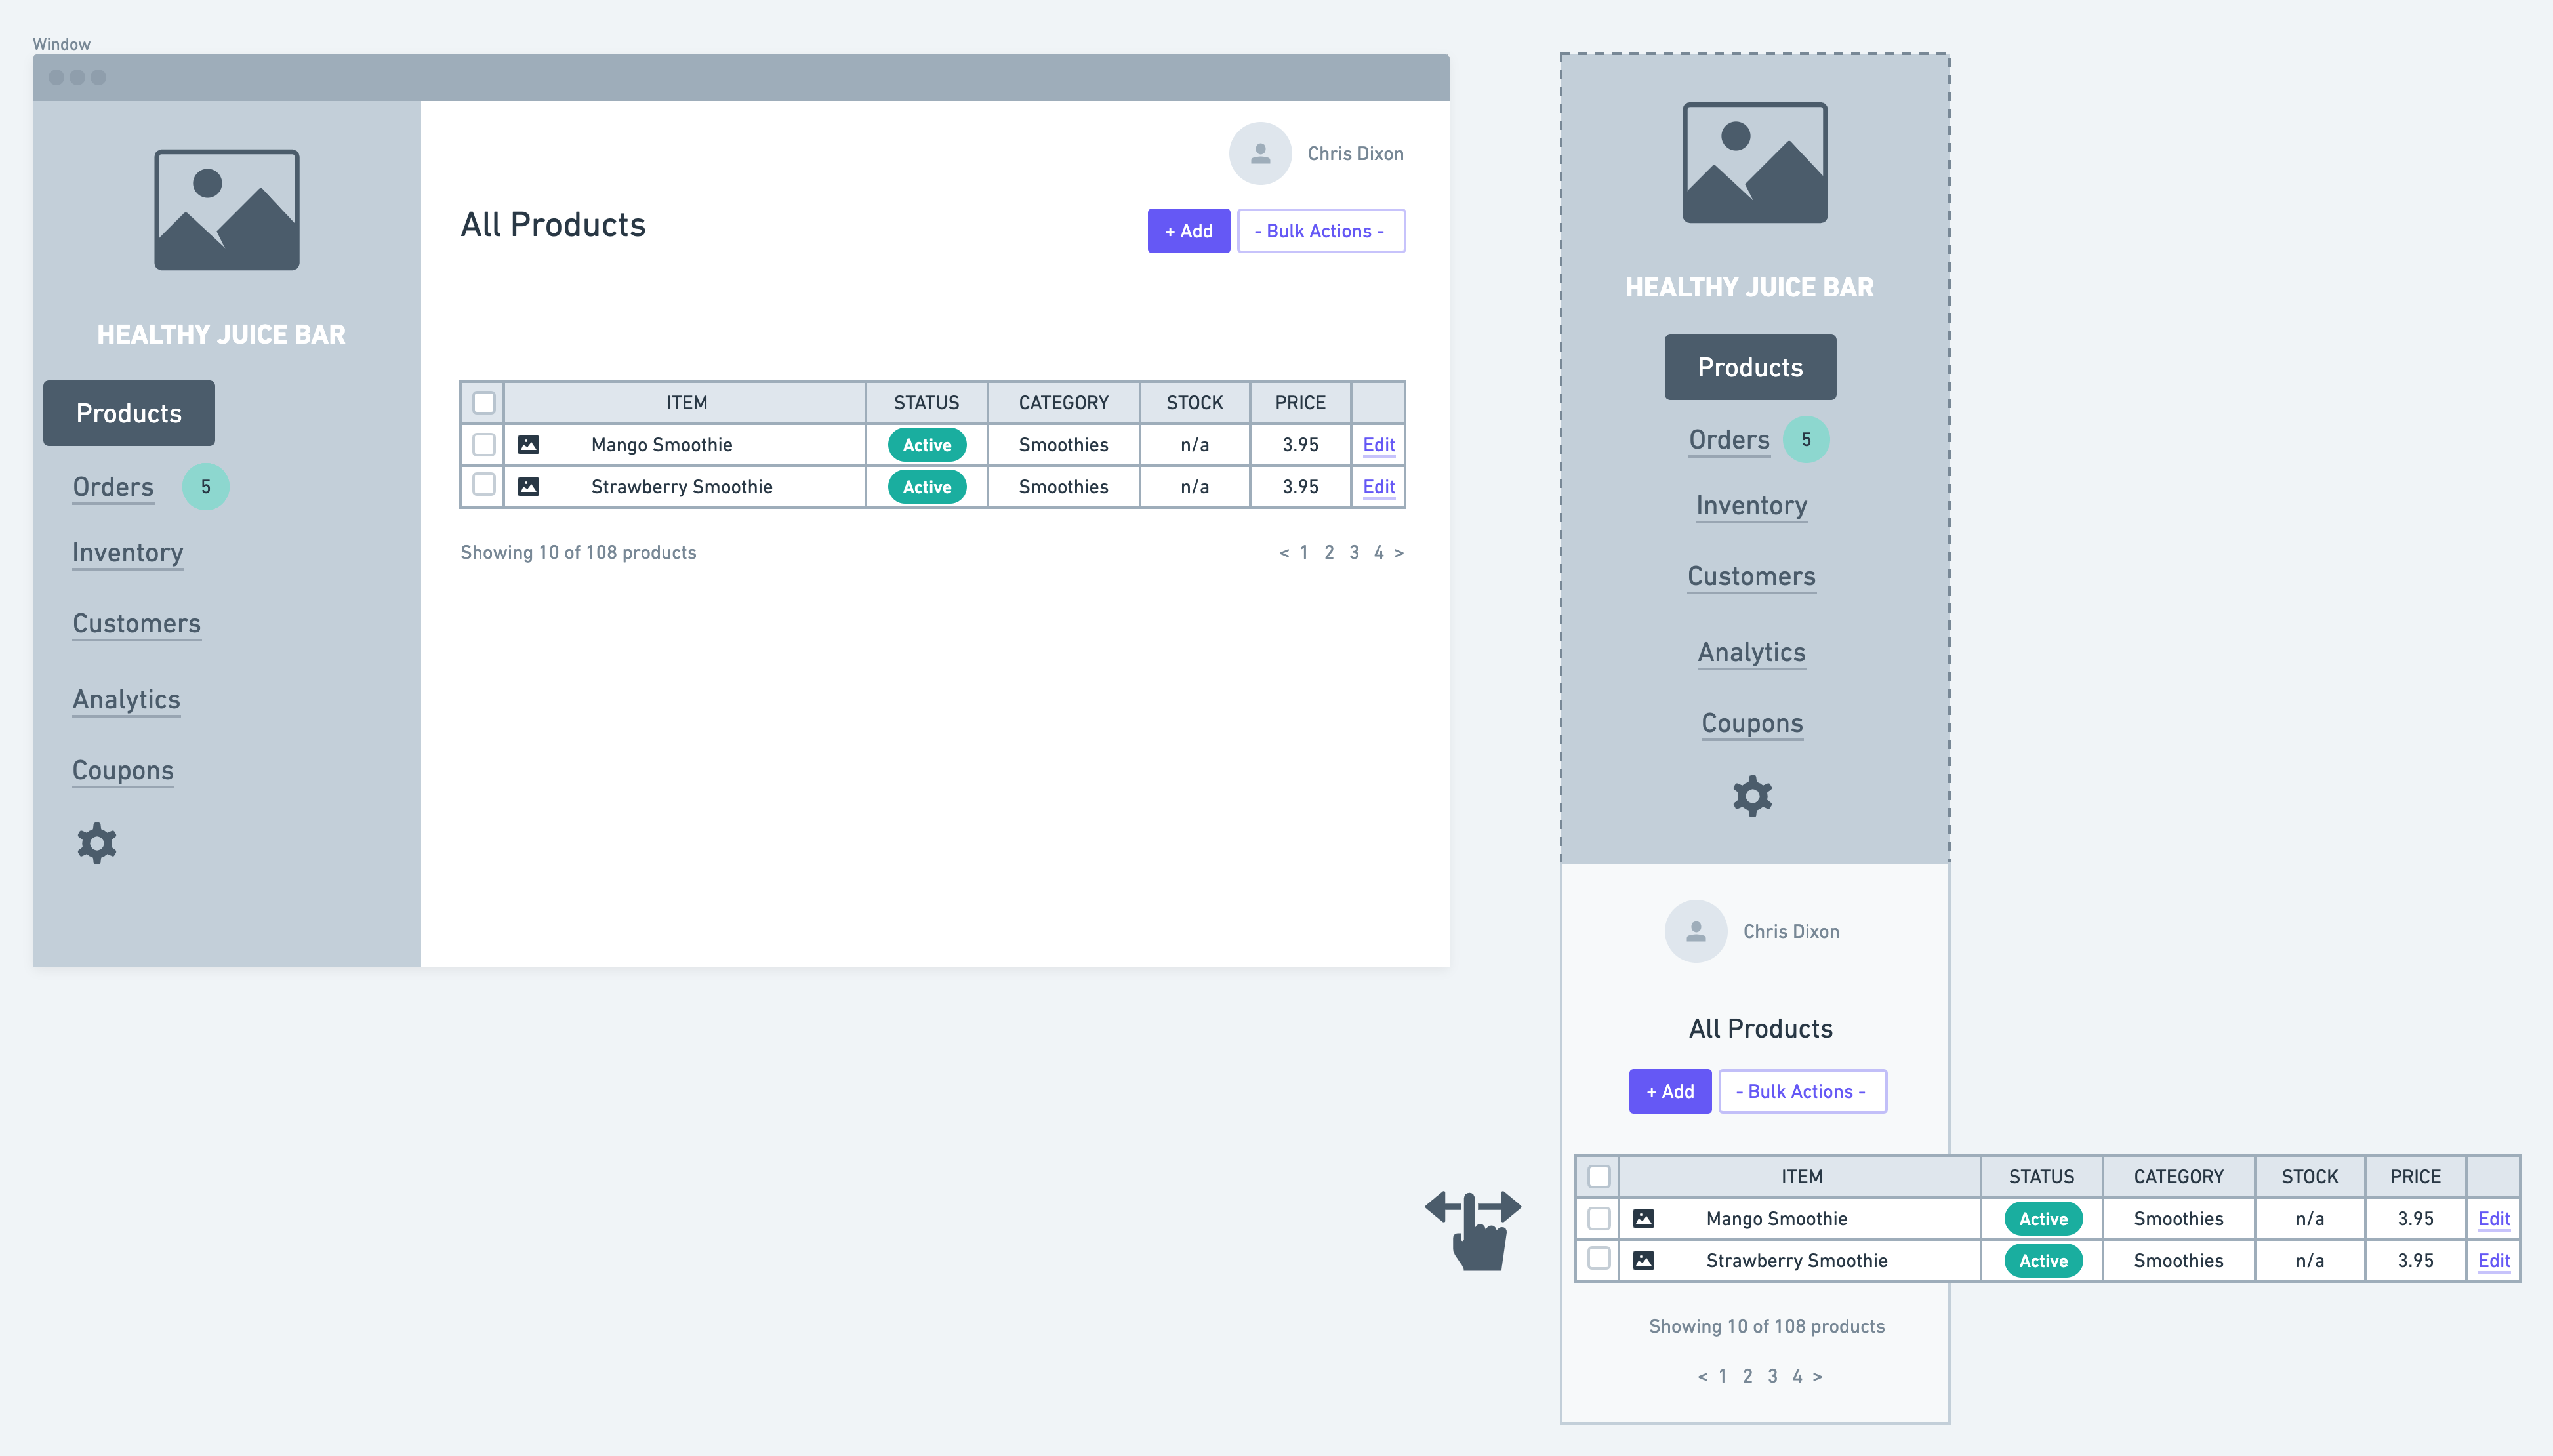 Window
Chris Dixon
All Products
+ Add
- Bulk Actions -
HEALTHY JUICE BAR
Products
Orders 5
Inventory
Customers
Analytics
Coupons
ITEM STATUS CATEGORY STOCK PRICE
Mango Smoothie Active Smoothies n/a 3.95 Edit
Strawberry Smoothie Active Smoothies n/a 3.95 Edit
Showing 10 of 108 products
< 1 2 3 4 >
HEALTHY JUICE BAR
Products
Orders 5
Inventory
Customers
Analytics
Coupons
Chris Dixon
All Products
+ Add
- Bulk Actions -
ITEM STATUS CATEGORY STOCK PRICE
Mango Smoothie Active Smoothies n/a 3.95 Edit
Strawberry Smoothie Active Smoothies n/a 3.95 Edit
Showing 10 of 108 products
< 1 2 3 4 >